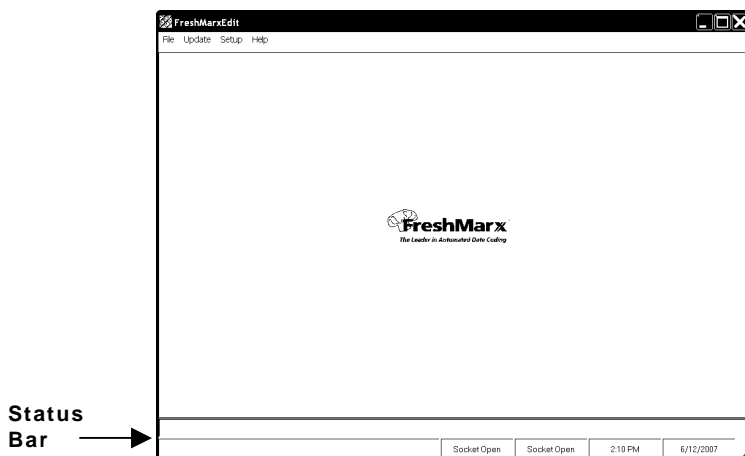 FreshMarxEdit
File Update Setup Help
FreshMarx
The Leader in Automated Date Coding
Status
Bar
Socket Open Socket Open 2:10 PM 6/12/2007